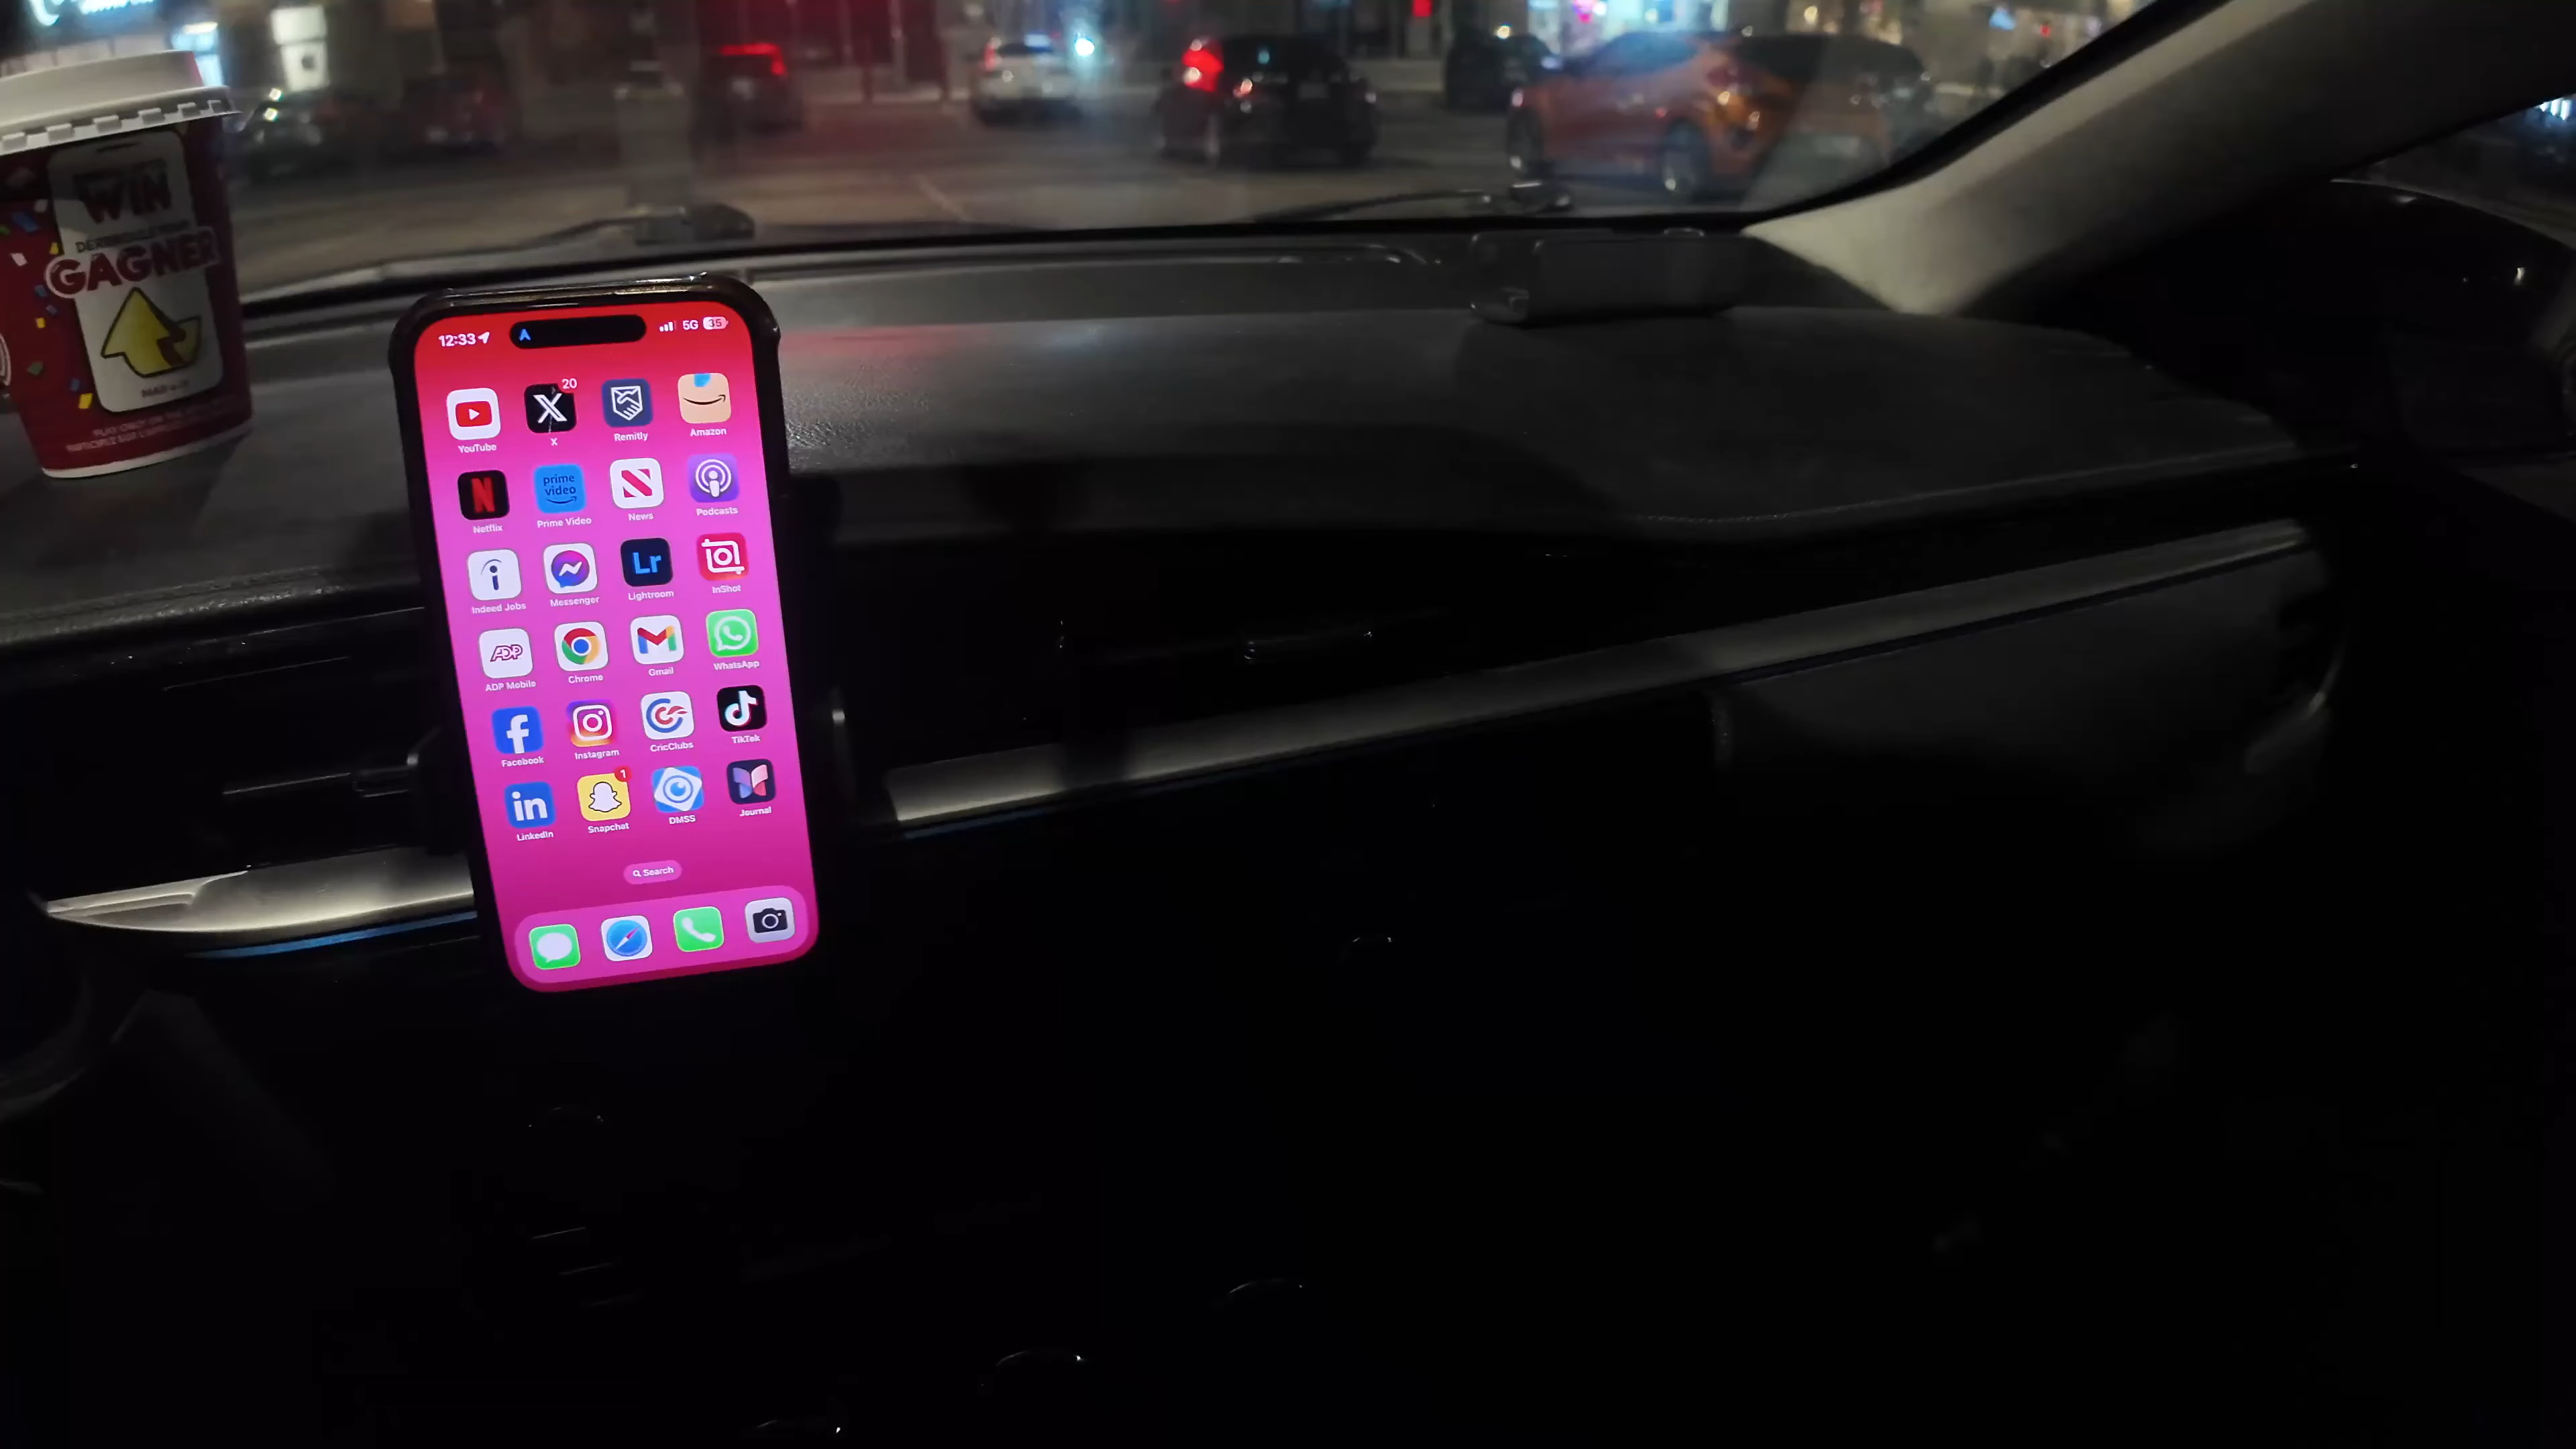 WIN
GAGNER
12:33
5G 35
20
YouTube
X
Remitly
Amazon
N
prime
video
Netflix
Prime Video
News
Podcasts
Lr
Indeed Jobs
Messenger
Lightroom
InShot
ADP
ADP Mobile
Chrome
Gmail
WhatsApp
Facebook
Instagram
CricClubs
TikTok
in
1
LinkedIn
Snapchat
DMSS
Journal
Search